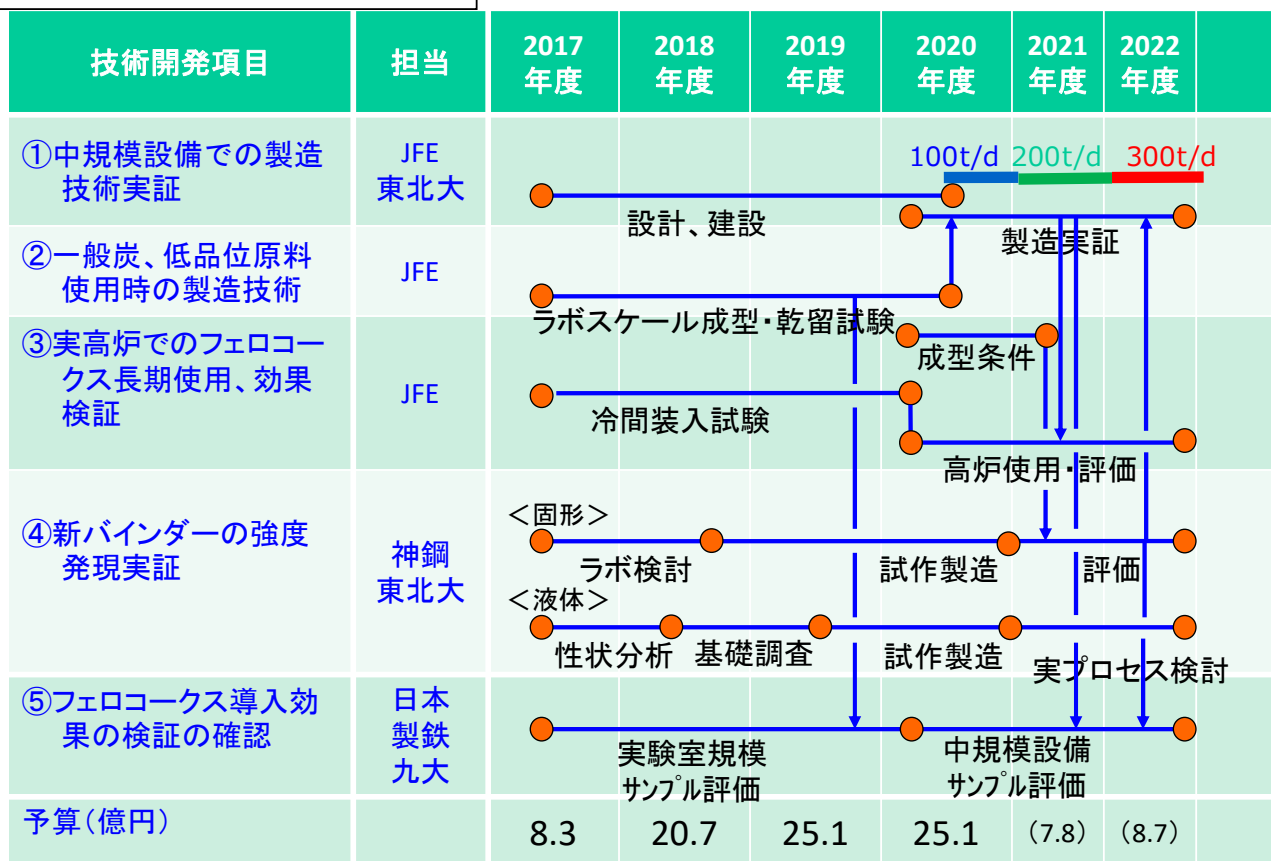 技術開発項目
担当
2017
年度
2018
年度
2019
年度
2020
年度
2021
年度
2022
年度
①中規模設備での製造
技術実証
JFE
東北大
100t/d
200t/d
300t/d
設計、建設
製造実証
②一般炭、低品位原料
使用時の製造技術
JFE
ラボスケール成型・乾留試験
③実高炉でのフェロコー
クス長期使用、効果
検証
JFE
成型条件
冷間装入試験
高炉使用・評価
④新バインダーの強度
発現実証
神鋼
東北大
＜固形＞
ラボ検討
試作製造
評価
＜液体＞
性状分析
基礎調査
試作製造
実プロセス検討
⑤フェロコークス導入効
果の検証の確認
日本
製鉄
九大
実験室規模
サンプル評価
中規模設備
サンプル評価
予算（億円）
8.3
20.7
25.1
25.1
（7.8）
（8.7）